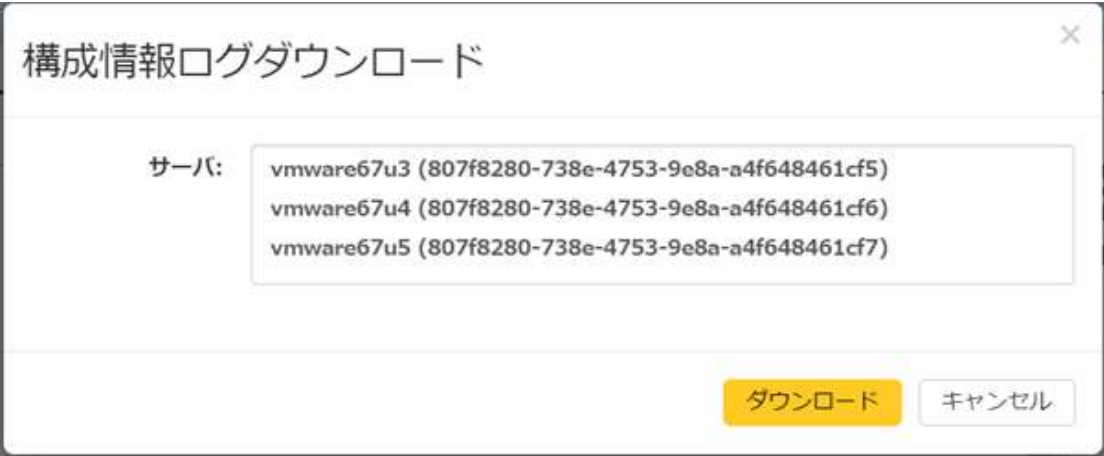 構成情報ログダウンロード
×
サーバ:
vmware67u3 (807f8280-738e-4753-9e8a-a4f648461cf5)
vmware67u4 (807f8280-738e-4753-9e8a-a4f648461cf6)
vmware67u5 (807f8280-738e-4753-9e8a-a4f648461cf7)
ダウンロード キャンセル